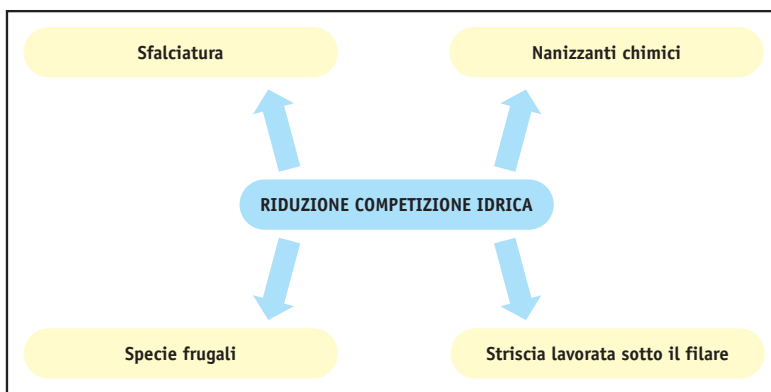 Sfalciatura
Nanizzanti chimici
RIDUZIONE COMPETIZIONE IDRICA
Specie frugali
Striscia lavorata sotto il filare